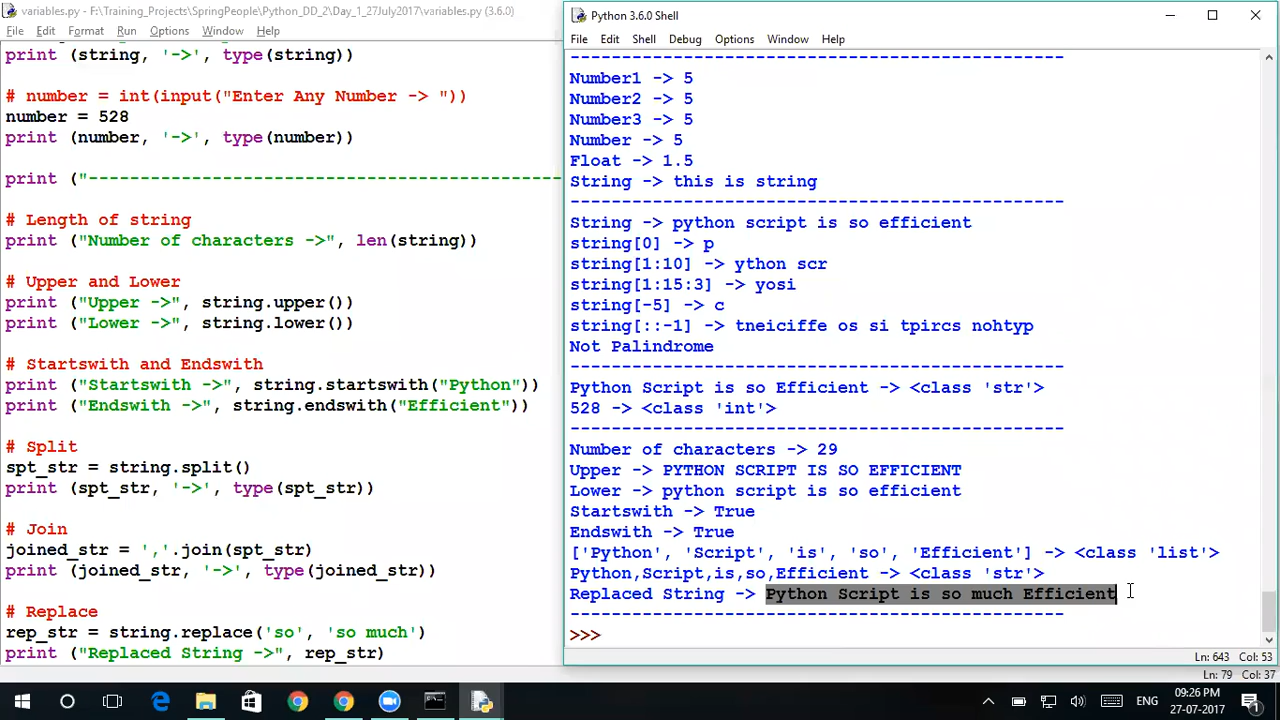 variables.py - F:\Training_Projects\SpringPeople\Python_DD_2\Day_1_27July2017\variables.py (3.6.0)
File Edit Format Run Options Window Help
print (string, '->', type(string))
# number = int(input("Enter Any Number -> "))
number = 528
print (number, '->', type(number))
print ("----------------------------------------------
# Length of string
print ("Number of characters ->", len(string))
# Upper and Lower
print ("Upper ->", string.upper())
print ("Lower ->", string.lower())
# Startswith and Endswith
print ("Startswith ->", string.startswith("Python"))
print ("Endswith ->", string.endswith("Efficient"))
# Split
spt_str = string.split()
print (spt_str, '->', type(spt_str))
# Join
joined_str = ','.join(spt_str)
print (joined_str, '->', type(joined_str))
# Replace
rep_str = string.replace('so', 'so much')
print ("Replaced String ->", rep_str)
Python 3.6.0 Shell
File Edit Shell Debug Options Window Help
------------------------------------------------
Number1 -> 5
Number2 -> 5
Number3 -> 5
Number -> 5
Float -> 1.5
String -> this is string
------------------------------------------------
String -> python script is so efficient
string[0] -> p
string[1:10] -> ython scr
string[1:15:3] -> yosi
string[-5] -> c
string[::-1] -> tneiciffe os si tpircs nohtyp
Not Palindrome
------------------------------------------------
Python Script is so Efficient -> <class 'str'>
528 -> <class 'int'>
------------------------------------------------
Number of characters -> 29
Upper -> PYTHON SCRIPT IS SO EFFICIENT
Lower -> python script is so efficient
Startswith -> True
Endswith -> True
['Python', 'Script', 'is', 'so', 'Efficient'] -> <class 'list'>
Python,Script,is,so,Efficient -> <class 'str'>
Replaced String -> Python Script is so much Efficient
------------------------------------------------
>>>
Ln: 643 Col: 53
Ln: 79 Col: 37
ENG
09:26 PM
27-07-2017
1